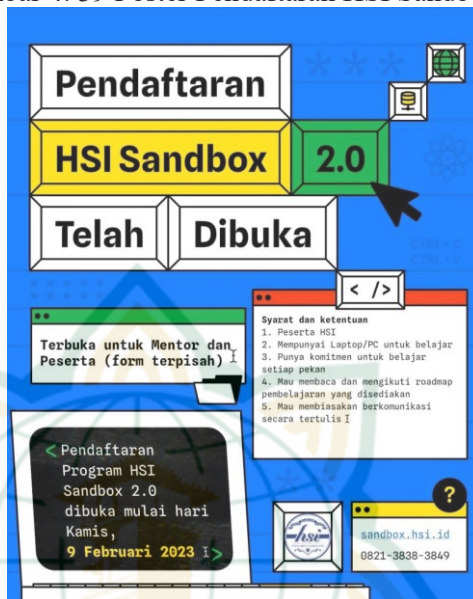 Pendaftaran
HSI Sandbox 2.0
Telah Dibuka
CTRL + C
CTRL + V
< />
Terbuka untuk Mentor dan
Peserta (form terpisah)
Syarat dan ketentuan
1. Peserta HSI
2. Mempunyai Laptop/PC untuk belajar
3. Punya komitmen untuk belajar
setiap pekan
4. Mau membaca dan mengikuti roadmap
pembelajaran yang disediakan
5. Mau membiasakan berkomunikasi
secara tertulis
<Pendaftaran
Program HSI
Sandbox 2.0
dibuka mulai hari
Kamis,
9 Februari 2023 >
hsi
?
sandbox.hsi.id
0821-3838-3849